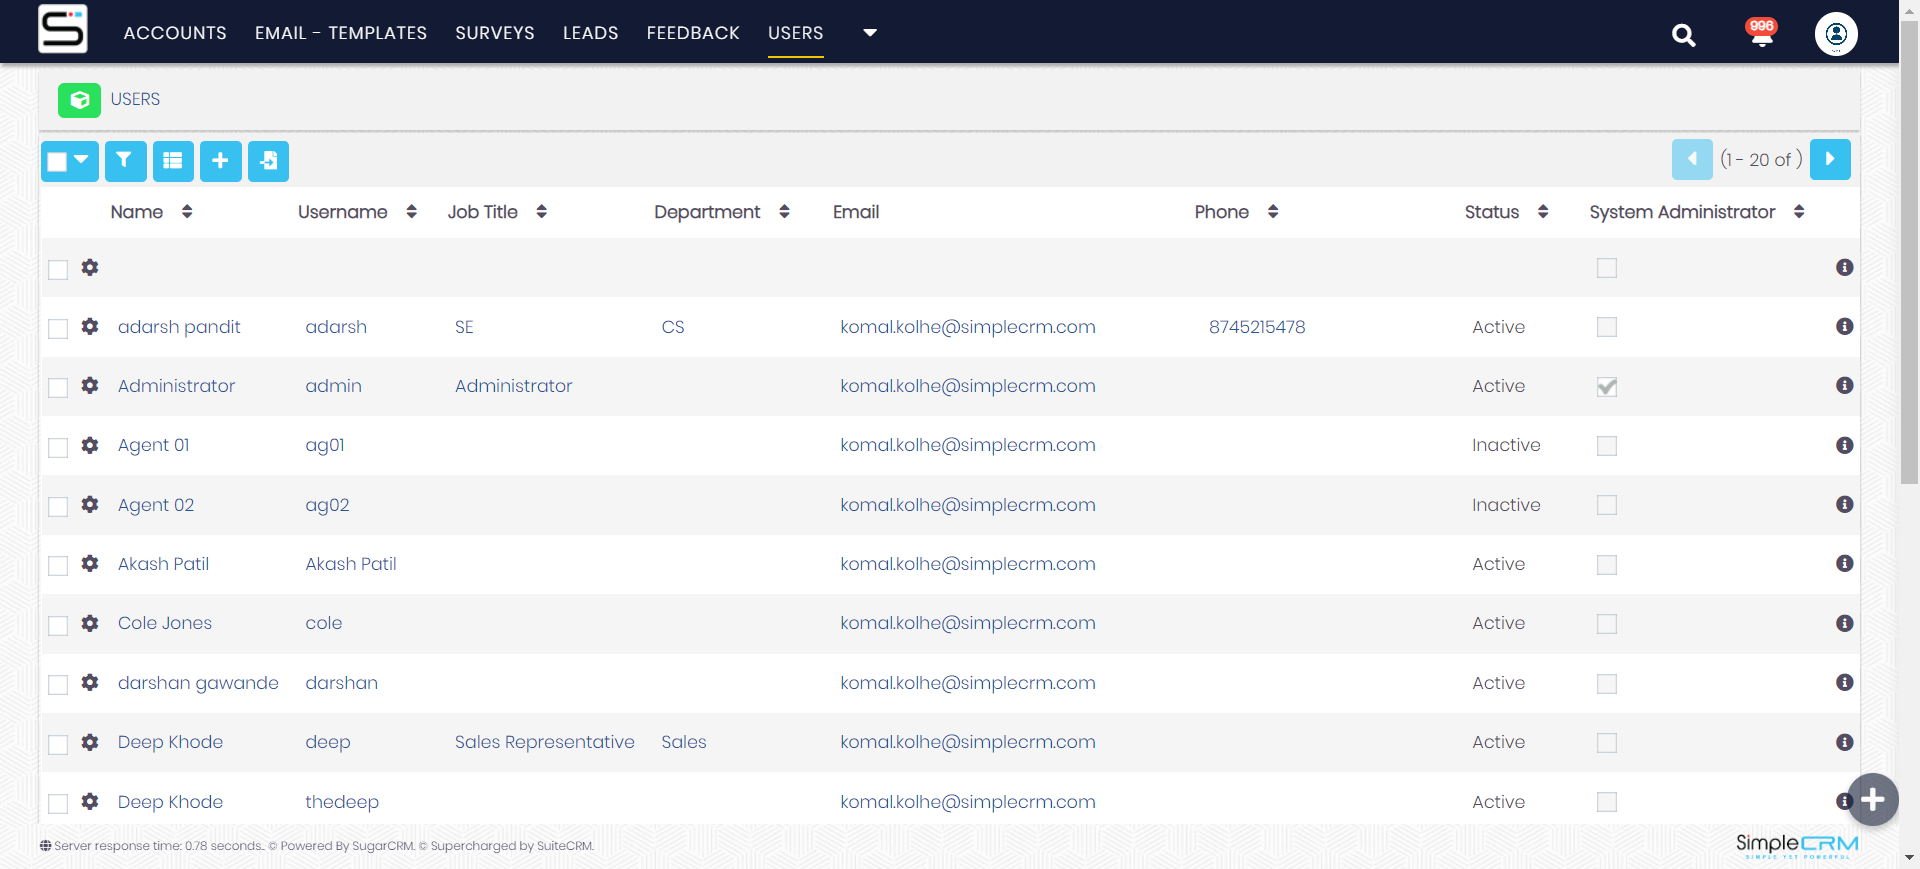 ACCOUNTS EMAIL - TEMPLATES SURVEYS LEADS FEEDBACK USERS 996
USERS
(1 - 20 of )
Name Username Job Title Department Email Phone Status System Administrator
adarsh pandit adarsh SE CS komal.kolhe@simplecrm.com 8745215478 Active
Administrator admin Administrator komal.kolhe@simplecrm.com Active
Agent 01 ag01 komal.kolhe@simplecrm.com Inactive
Agent 02 ag02 komal.kolhe@simplecrm.com Inactive
Akash Patil Akash Patil komal.kolhe@simplecrm.com Active
Cole Jones cole komal.kolhe@simplecrm.com Active
darshan gawande darshan komal.kolhe@simplecrm.com Active
Deep Khode deep Sales Representative Sales komal.kolhe@simplecrm.com Active
Deep Khode thedeep komal.kolhe@simplecrm.com Active
Server response time: 0.78 seconds.. © Powered By SugarCRM. © Supercharged by SuiteCRM.
SimpleCRM
SIMPLE YET POWERFUL